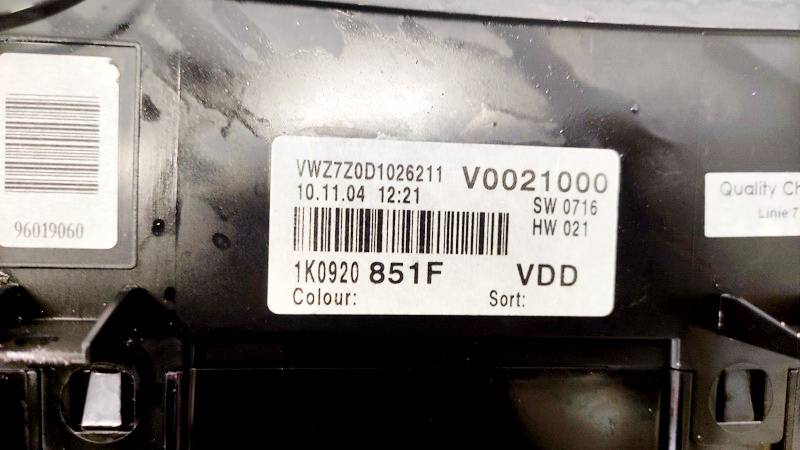 96019060
VWZ7Z0D1026211 V0021000
10.11.04 12:21 SW 0716
HW 021
1K0920 851F VDD
Colour: Sort:
Quality Ch
Linie 7